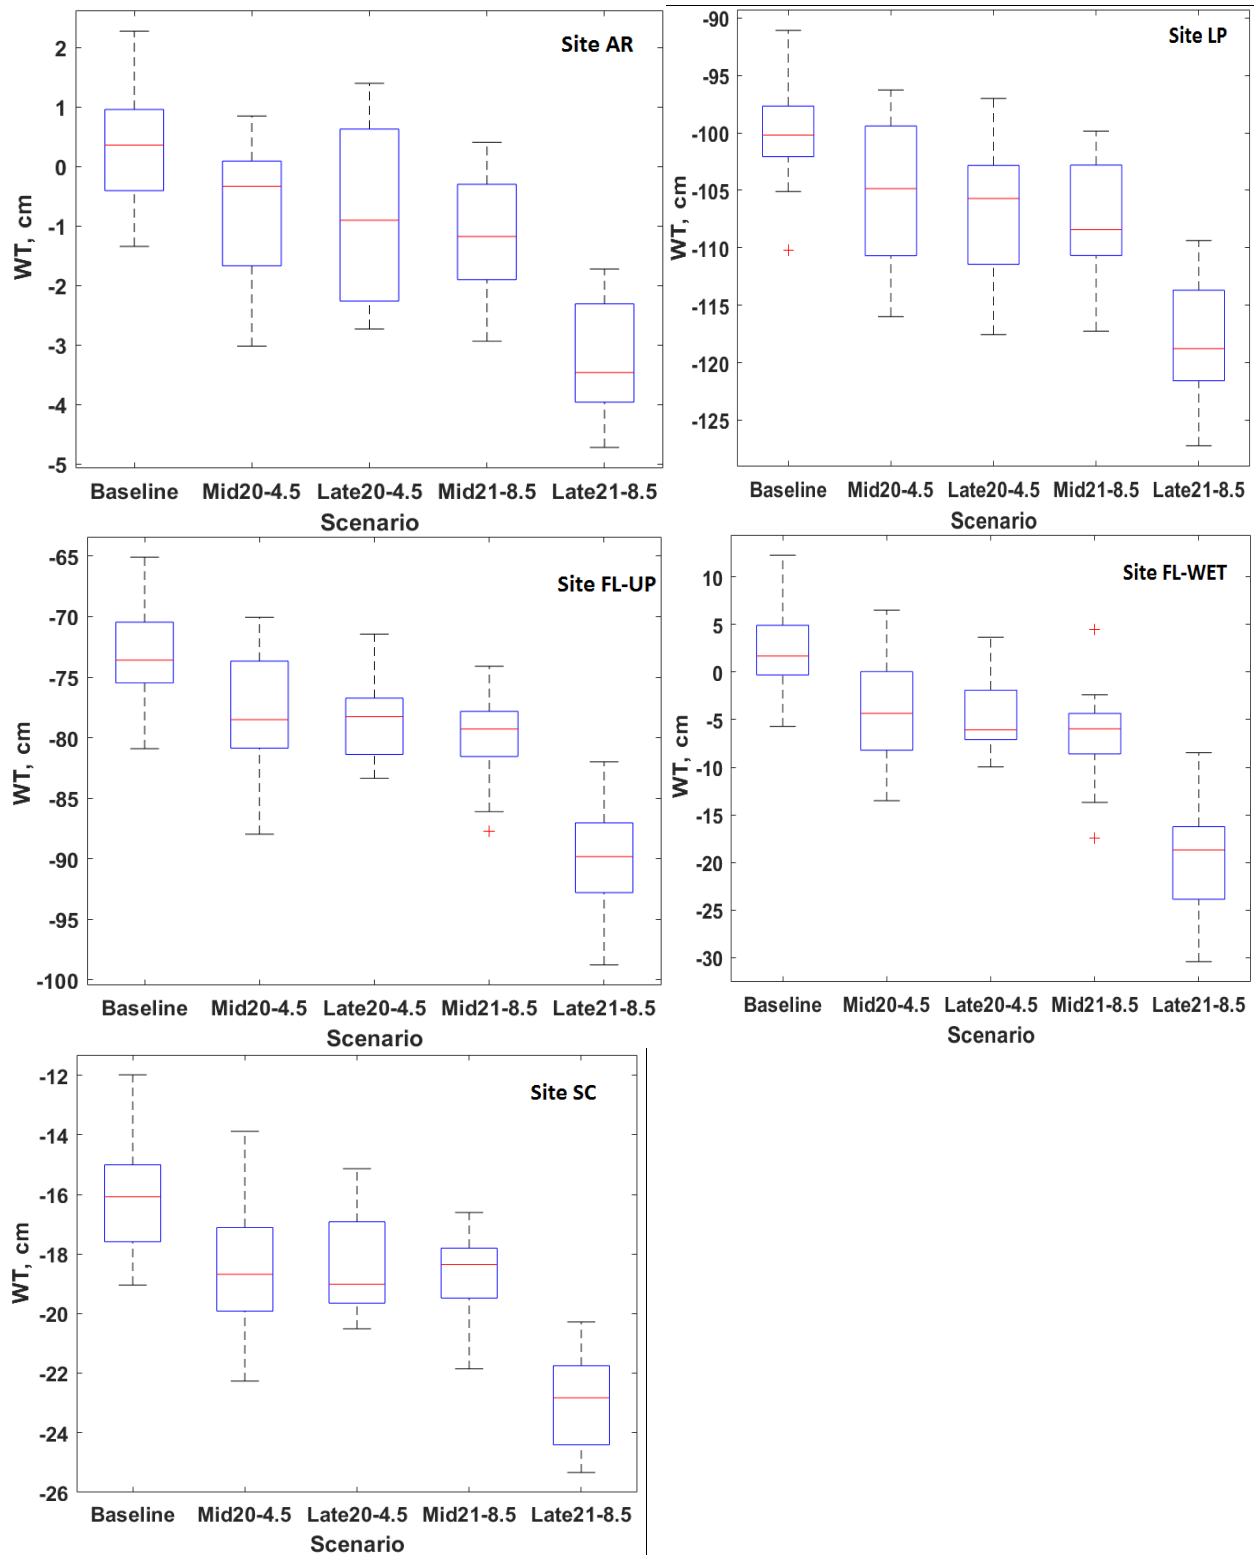 Site AR
2
1
0
-1
-2
-3
-4
-5
WT, cm
Baseline Mid20-4.5 Late20-4.5 Mid21-8.5 Late21-8.5
Scenario
Site LP
-90
-95
-100
-105
-110
-115
-120
-125
WT, cm
Baseline Mid20-4.5 Late20-4.5 Mid21-8.5 Late21-8.5
Scenario
Site FL-UP
-65
-70
-75
-80
-85
-90
-95
-100
WT, cm
Baseline Mid20-4.5 Late20-4.5 Mid21-8.5 Late21-8.5
Scenario
Site FL-WET
10
5
0
-5
-10
-15
-20
-25
-30
WT, cm
Baseline Mid20-4.5 Late20-4.5 Mid21-8.5 Late21-8.5
Scenario
Site SC
-12
-14
-16
-18
-20
-22
-24
-26
WT, cm
Baseline Mid20-4.5 Late20-4.5 Mid21-8.5 Late21-8.5
Scenario